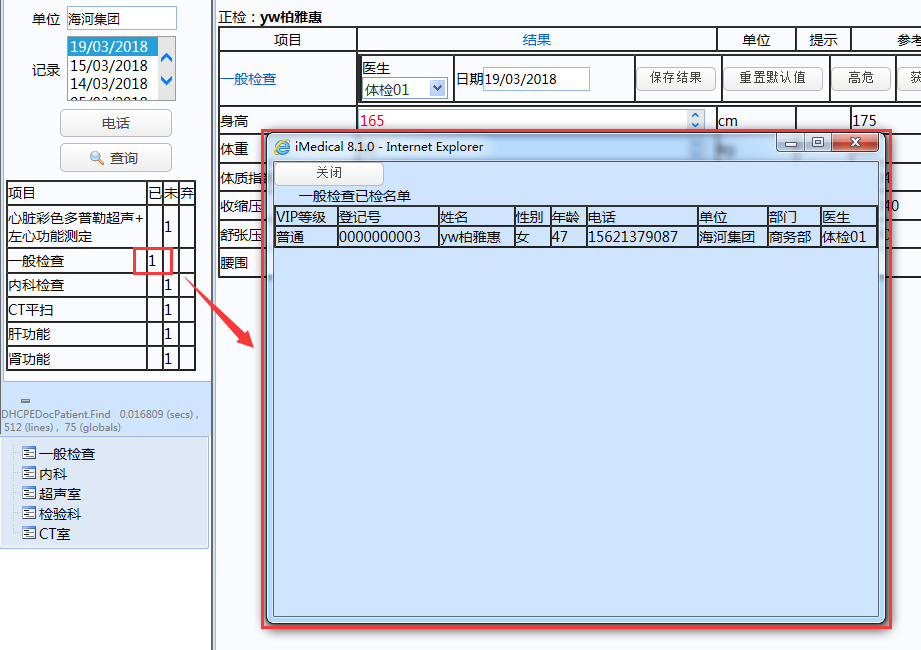 单位 海河集团
记录
19/03/2018
15/03/2018
14/03/2018
电话
查询
项目 已 未 弃
心脏彩色多普勒超声+
左心功能测定 1
一般检查 1
内科检查 1
CT平扫 1
肝功能 1
肾功能 1
DHCPEDocPatient.Find 0.016809 (secs) ,
512 (lines) , 75 (globals)
一般检查
内科
超声室
检验科
CT室
正检：yw柏雅惠
项目 结果 单位 提示 参考
一般检查 医生 体检01 日期 19/03/2018 保存结果 重置默认值 高危 获
身高 165 cm 175
体重
体质指
收缩压
舒张压
腰围
iMedical 8.1.0 - Internet Explorer
关闭
一般检查已检名单
VIP等级 登记号 姓名 性别 年龄 电话 单位 部门 医生
普通 0000000003 yw柏雅惠 女 47 15621379087 海河集团 商务部 体检01